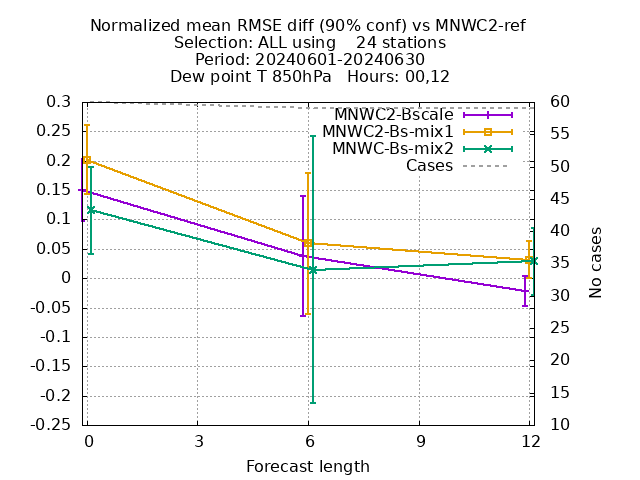 Normalized mean RMSE diff (90% conf) vs MNWC2-ref
Selection: ALL using    24 stations
Period: 20240601-20240630
Dew point T 850hPa   Hours: 00,12
MNWC2-Bscale
MNWC2-Bs-mix1
MNWC-Bs-mix2
Cases
0.3
0.25
0.2
0.15
0.1
0.05
0
-0.05
-0.1
-0.15
-0.2
-0.25
60
55
50
45
40
35
30
25
20
15
10
No cases
0 3 6 9 12
Forecast length